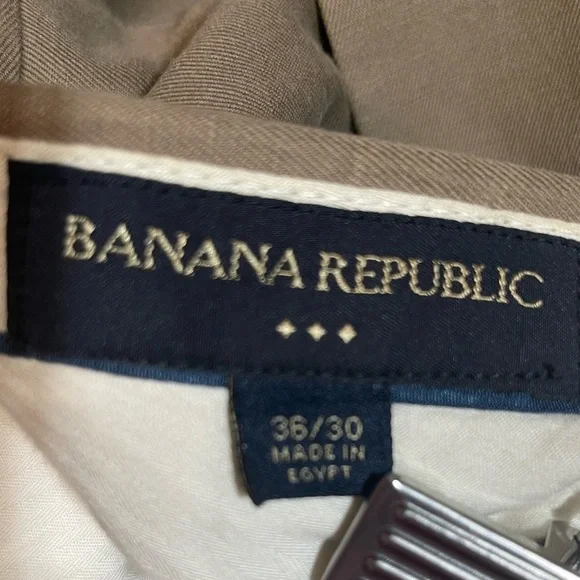 BANANA REPUBLIC
36/30
MADE IN
EGYPT